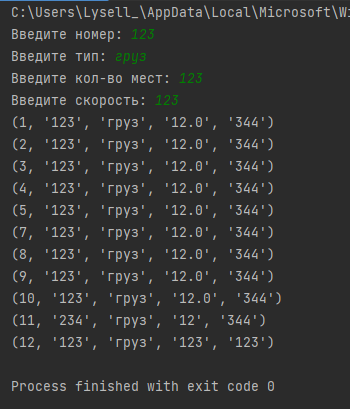 C:\Users\Lysell_\AppData\Local\Microsoft\Wi
Введите номер: 123
Введите тип: груз
Введите кол-во мест: 123
Введите скорость: 123
(1, '123', 'груз', '12.0', '344')
(2, '123', 'груз', '12.0', '344')
(3, '123', 'груз', '12.0', '344')
(4, '123', 'груз', '12.0', '344')
(5, '123', 'груз', '12.0', '344')
(7, '123', 'груз', '12.0', '344')
(8, '123', 'груз', '12.0', '344')
(9, '123', 'груз', '12.0', '344')
(10, '123', 'груз', '12.0', '344')
(11, '234', 'груз', '12', '344')
(12, '123', 'груз', '123', '123')
Process finished with exit code 0